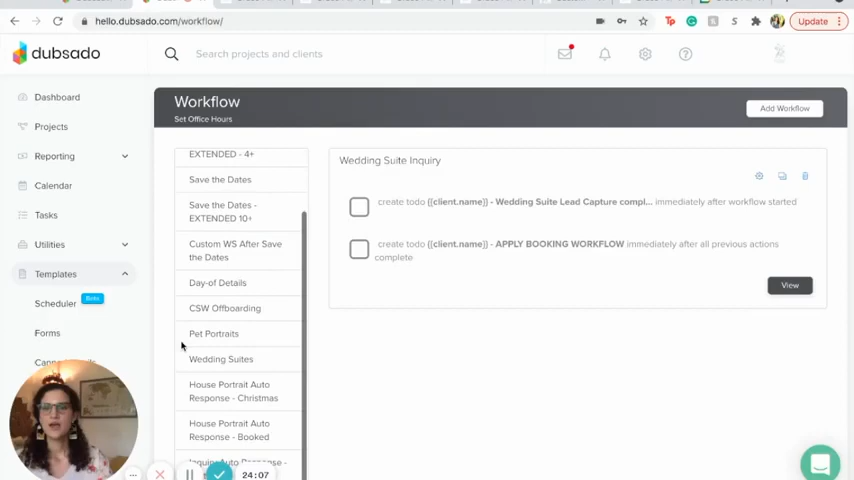 hello.dubsado.com/workflow/
Update
dubsado
Search projects and clients
Dashboard
Projects
Reporting
Calendar
Tasks
Utilities
Templates
Scheduler
Beta
Forms
Workflow
Set Office Hours
Add Workflow
EXTENDED - 4+
Save the Dates
Save the Dates -
EXTENDED 10+
Custom WS After Save
the Dates
Day-of Details
CSW Offboarding
Pet Portraits
Wedding Suites
House Portrait Auto
Response - Christmas
House Portrait Auto
Response - Booked
Wedding Suite Inquiry
create todo {{client.name}} - Wedding Suite Lead Capture compl... immediately after workflow started
create todo {{client.name}} - APPLY BOOKING WORKFLOW immediately after all previous actions
complete
View
24:07